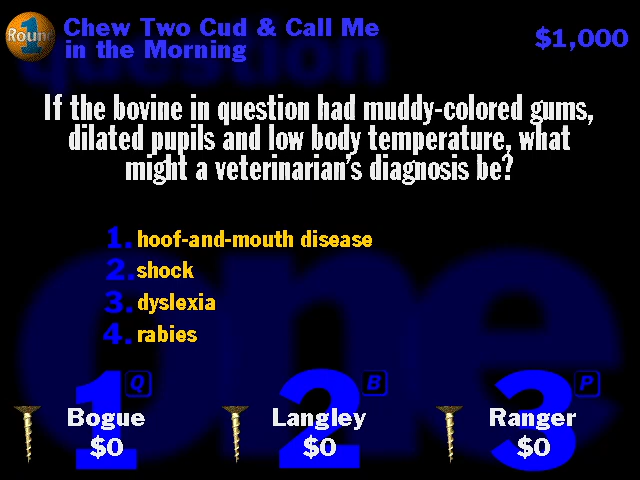 Round 1
Chew Two Cud & Call Me
in the Morning
$1,000
question
If the bovine in question had muddy-colored gums,
dilated pupils and low body temperature, what
might a veterinarian's diagnosis be?
1. hoof-and-mouth disease
2. shock
3. dyslexia
4. rabies
one
1 Q
Bogue
$0
2 B
Langley
$0
3 P
Ranger
$0